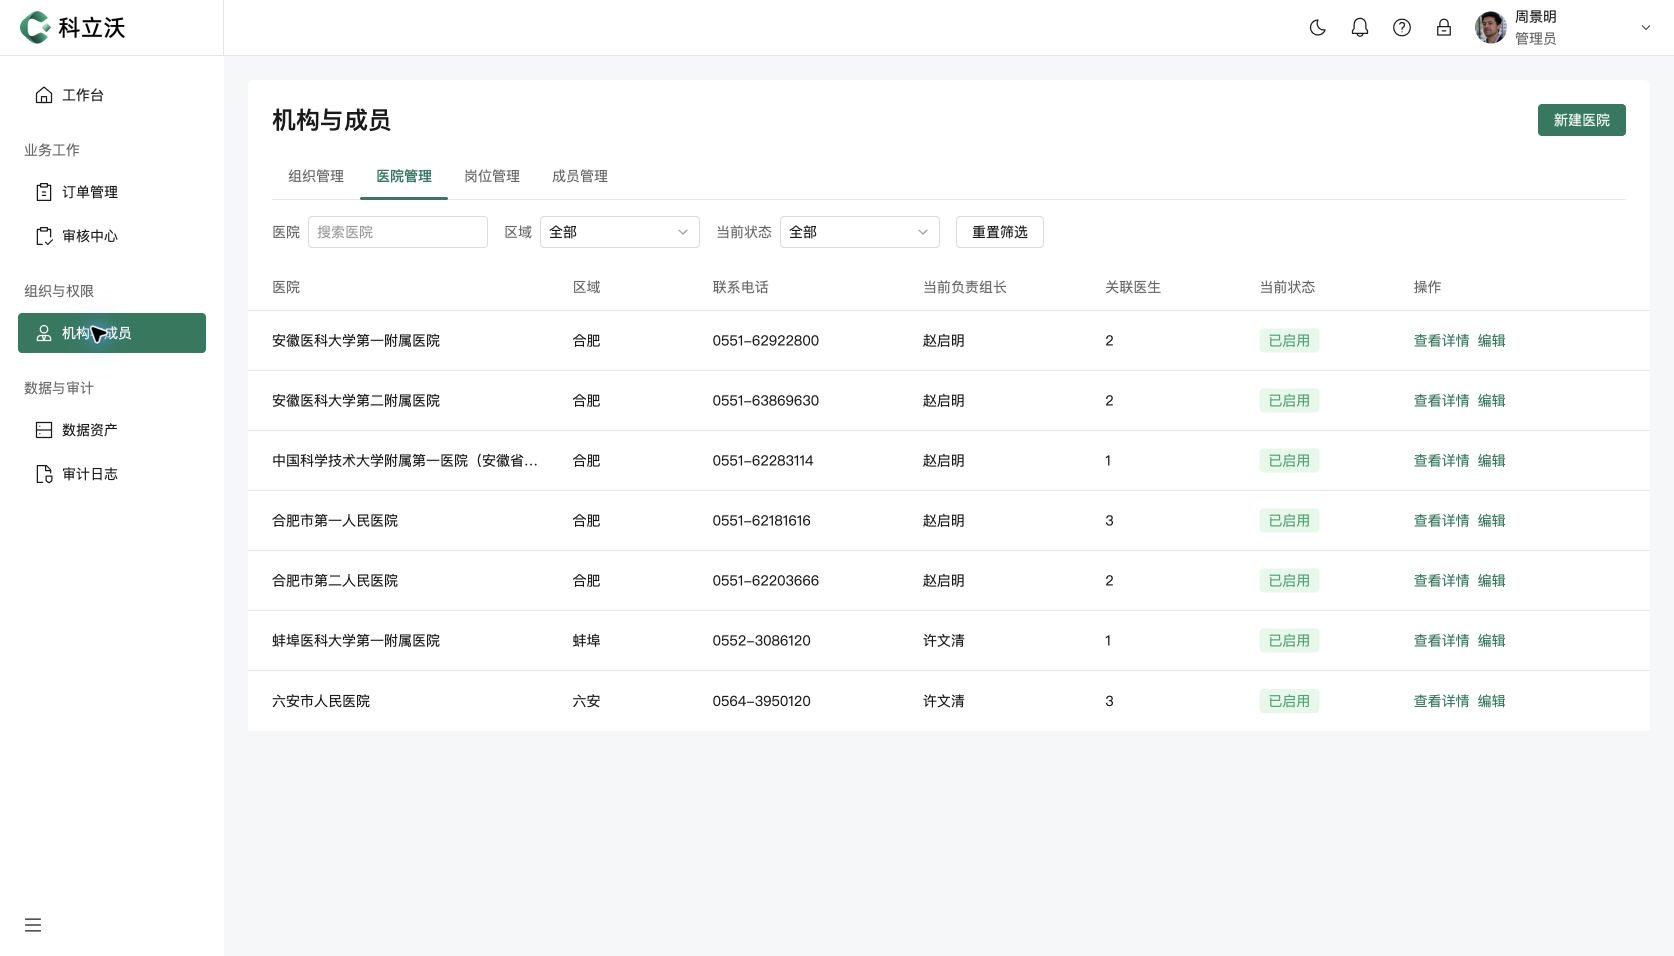 科立沃
周景明
管理员
工作台
业务工作
订单管理
审核中心
组织与权限
机构 成员
数据与审计
数据资产
审计日志
机构与成员
新建医院
组织管理 医院管理 岗位管理 成员管理
医院 搜索医院 区域 全部 当前状态 全部 重置筛选
医院 区域 联系电话 当前负责组长 关联医生 当前状态 操作
安徽医科大学第一附属医院 合肥 0551-62922800 赵启明 2 已启用 查看详情 编辑
安徽医科大学第二附属医院 合肥 0551-63869630 赵启明 2 已启用 查看详情 编辑
中国科学技术大学附属第一医院（安徽省... 合肥 0551-62283114 赵启明 1 已启用 查看详情 编辑
合肥市第一人民医院 合肥 0551-62181616 赵启明 3 已启用 查看详情 编辑
合肥市第二人民医院 合肥 0551-62203666 赵启明 2 已启用 查看详情 编辑
蚌埠医科大学第一附属医院 蚌埠 0552-3086120 许文清 1 已启用 查看详情 编辑
六安市人民医院 六安 0564-3950120 许文清 3 已启用 查看详情 编辑